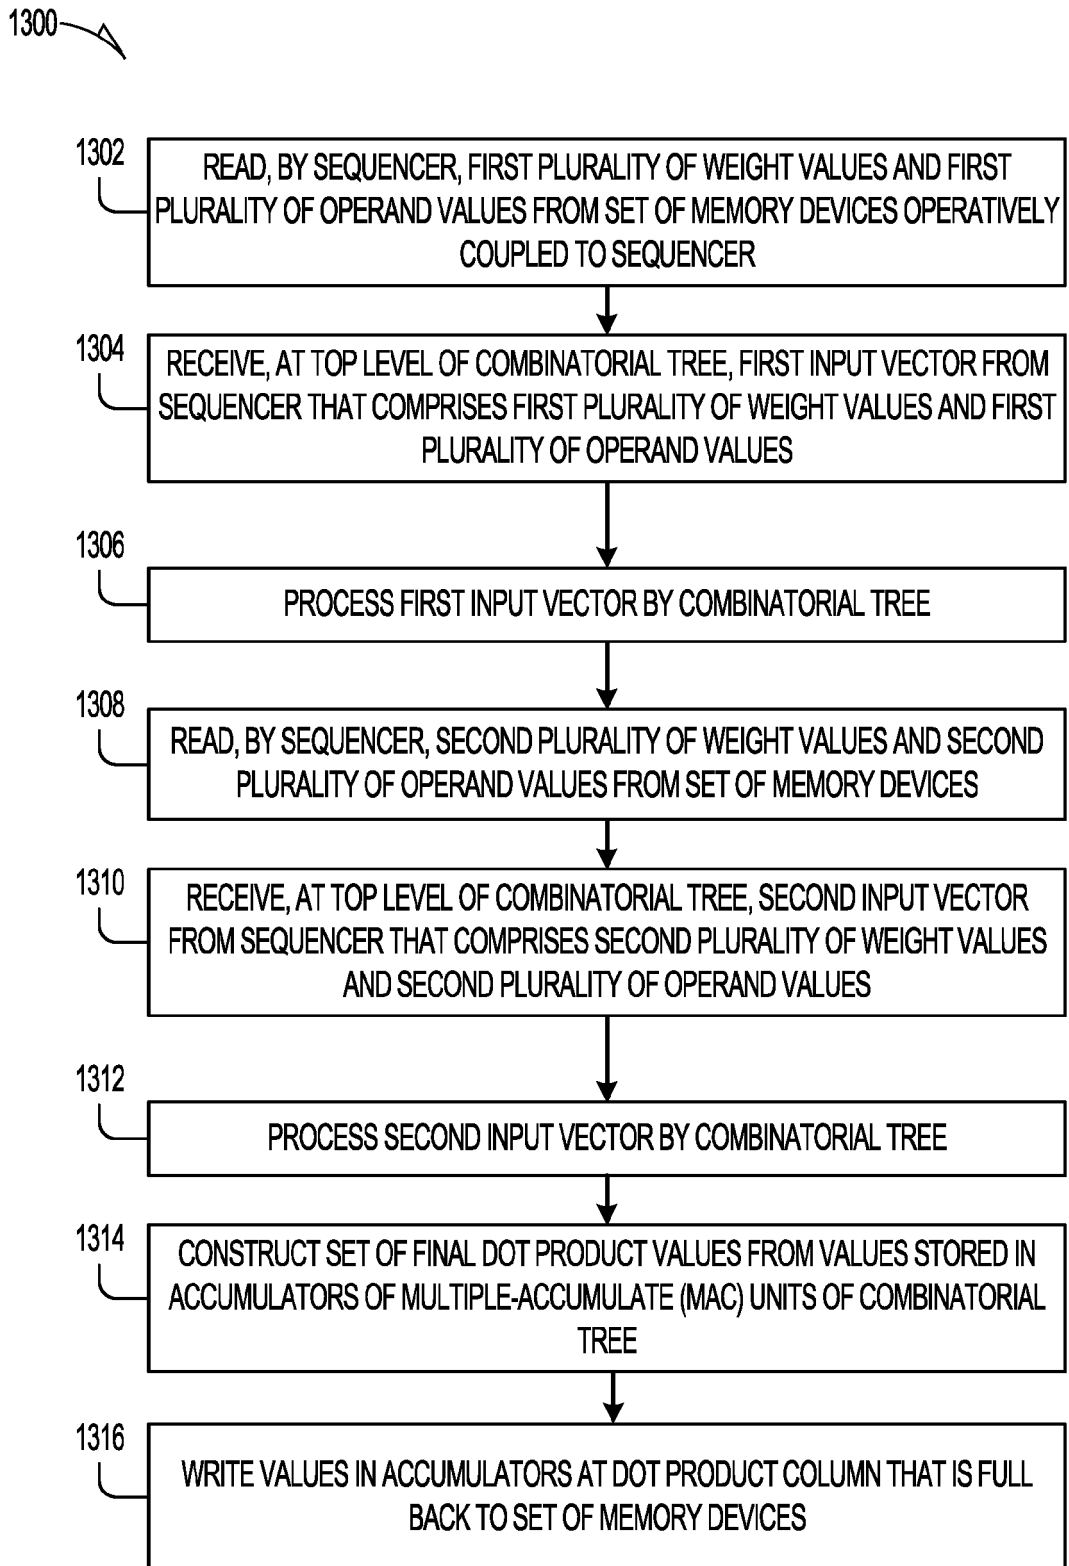 1300
1302
READ, BY SEQUENCER, FIRST PLURALITY OF WEIGHT VALUES AND FIRST
PLURALITY OF OPERAND VALUES FROM SET OF MEMORY DEVICES OPERATIVELY
COUPLED TO SEQUENCER
1304
RECEIVE, AT TOP LEVEL OF COMBINATORIAL TREE, FIRST INPUT VECTOR FROM
SEQUENCER THAT COMPRISES FIRST PLURALITY OF WEIGHT VALUES AND FIRST
PLURALITY OF OPERAND VALUES
1306
PROCESS FIRST INPUT VECTOR BY COMBINATORIAL TREE
1308
READ, BY SEQUENCER, SECOND PLURALITY OF WEIGHT VALUES AND SECOND
PLURALITY OF OPERAND VALUES FROM SET OF MEMORY DEVICES
1310
RECEIVE, AT TOP LEVEL OF COMBINATORIAL TREE, SECOND INPUT VECTOR
FROM SEQUENCER THAT COMPRISES SECOND PLURALITY OF WEIGHT VALUES
AND SECOND PLURALITY OF OPERAND VALUES
1312
PROCESS SECOND INPUT VECTOR BY COMBINATORIAL TREE
1314
CONSTRUCT SET OF FINAL DOT PRODUCT VALUES FROM VALUES STORED IN
ACCUMULATORS OF MULTIPLE-ACCUMULATE (MAC) UNITS OF COMBINATORIAL
TREE
1316
WRITE VALUES IN ACCUMULATORS AT DOT PRODUCT COLUMN THAT IS FULL
BACK TO SET OF MEMORY DEVICES